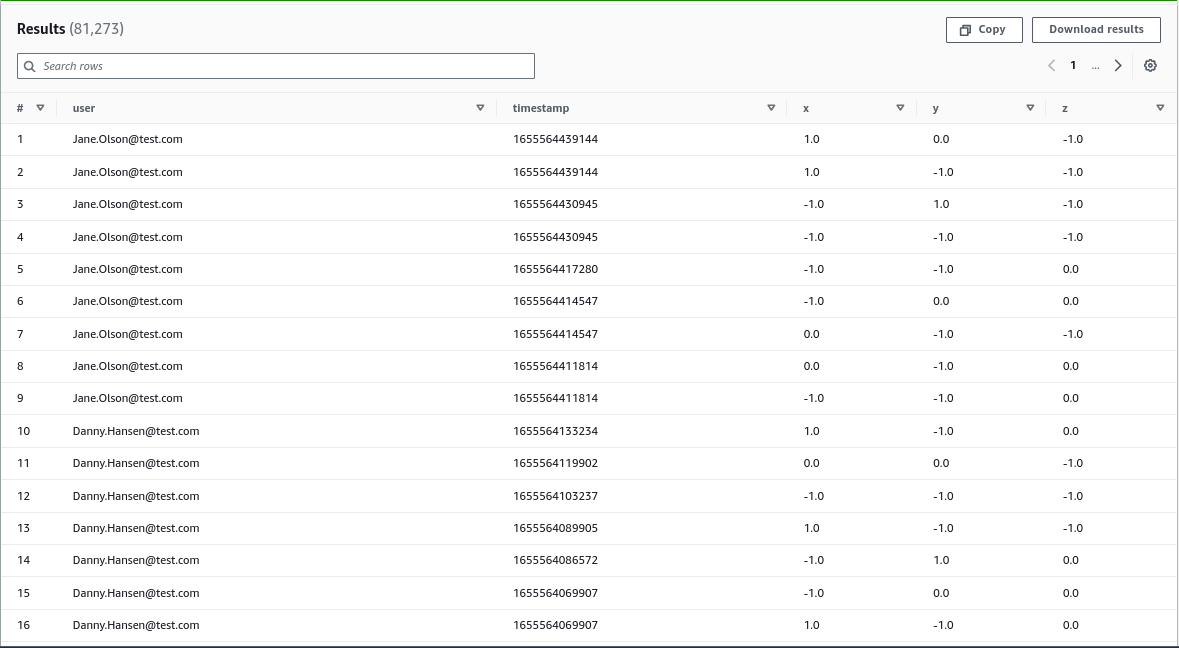 Results (81,273) Copy Download results
Search rows 1 ...
# user timestamp x y z
1 Jane.Olson@test.com 1655564439144 1.0 0.0 -1.0
2 Jane.Olson@test.com 1655564439144 1.0 -1.0 -1.0
3 Jane.Olson@test.com 1655564430945 -1.0 1.0 -1.0
4 Jane.Olson@test.com 1655564430945 -1.0 -1.0 -1.0
5 Jane.Olson@test.com 1655564417280 -1.0 -1.0 0.0
6 Jane.Olson@test.com 1655564414547 -1.0 0.0 0.0
7 Jane.Olson@test.com 1655564414547 0.0 -1.0 -1.0
8 Jane.Olson@test.com 1655564411814 0.0 -1.0 0.0
9 Jane.Olson@test.com 1655564411814 -1.0 -1.0 0.0
10 Danny.Hansen@test.com 1655564133234 1.0 -1.0 0.0
11 Danny.Hansen@test.com 1655564119902 0.0 0.0 -1.0
12 Danny.Hansen@test.com 1655564103237 -1.0 -1.0 -1.0
13 Danny.Hansen@test.com 1655564089905 1.0 -1.0 -1.0
14 Danny.Hansen@test.com 1655564086572 -1.0 1.0 0.0
15 Danny.Hansen@test.com 1655564069907 -1.0 0.0 0.0
16 Danny.Hansen@test.com 1655564069907 1.0 -1.0 0.0